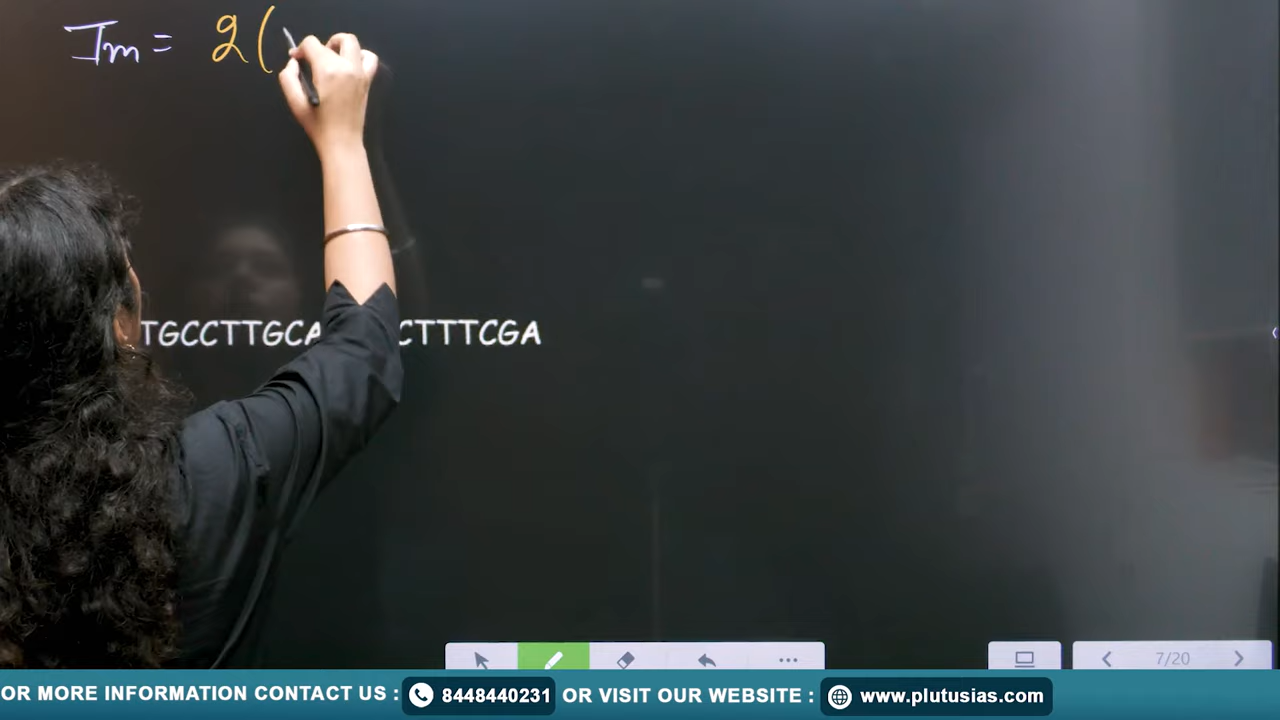 Tm = 2(
TGCCTTGCA CTTTCGA
7/20
OR MORE INFORMATION CONTACT US : 8448440231 OR VISIT OUR WEBSITE : www.plutusias.com